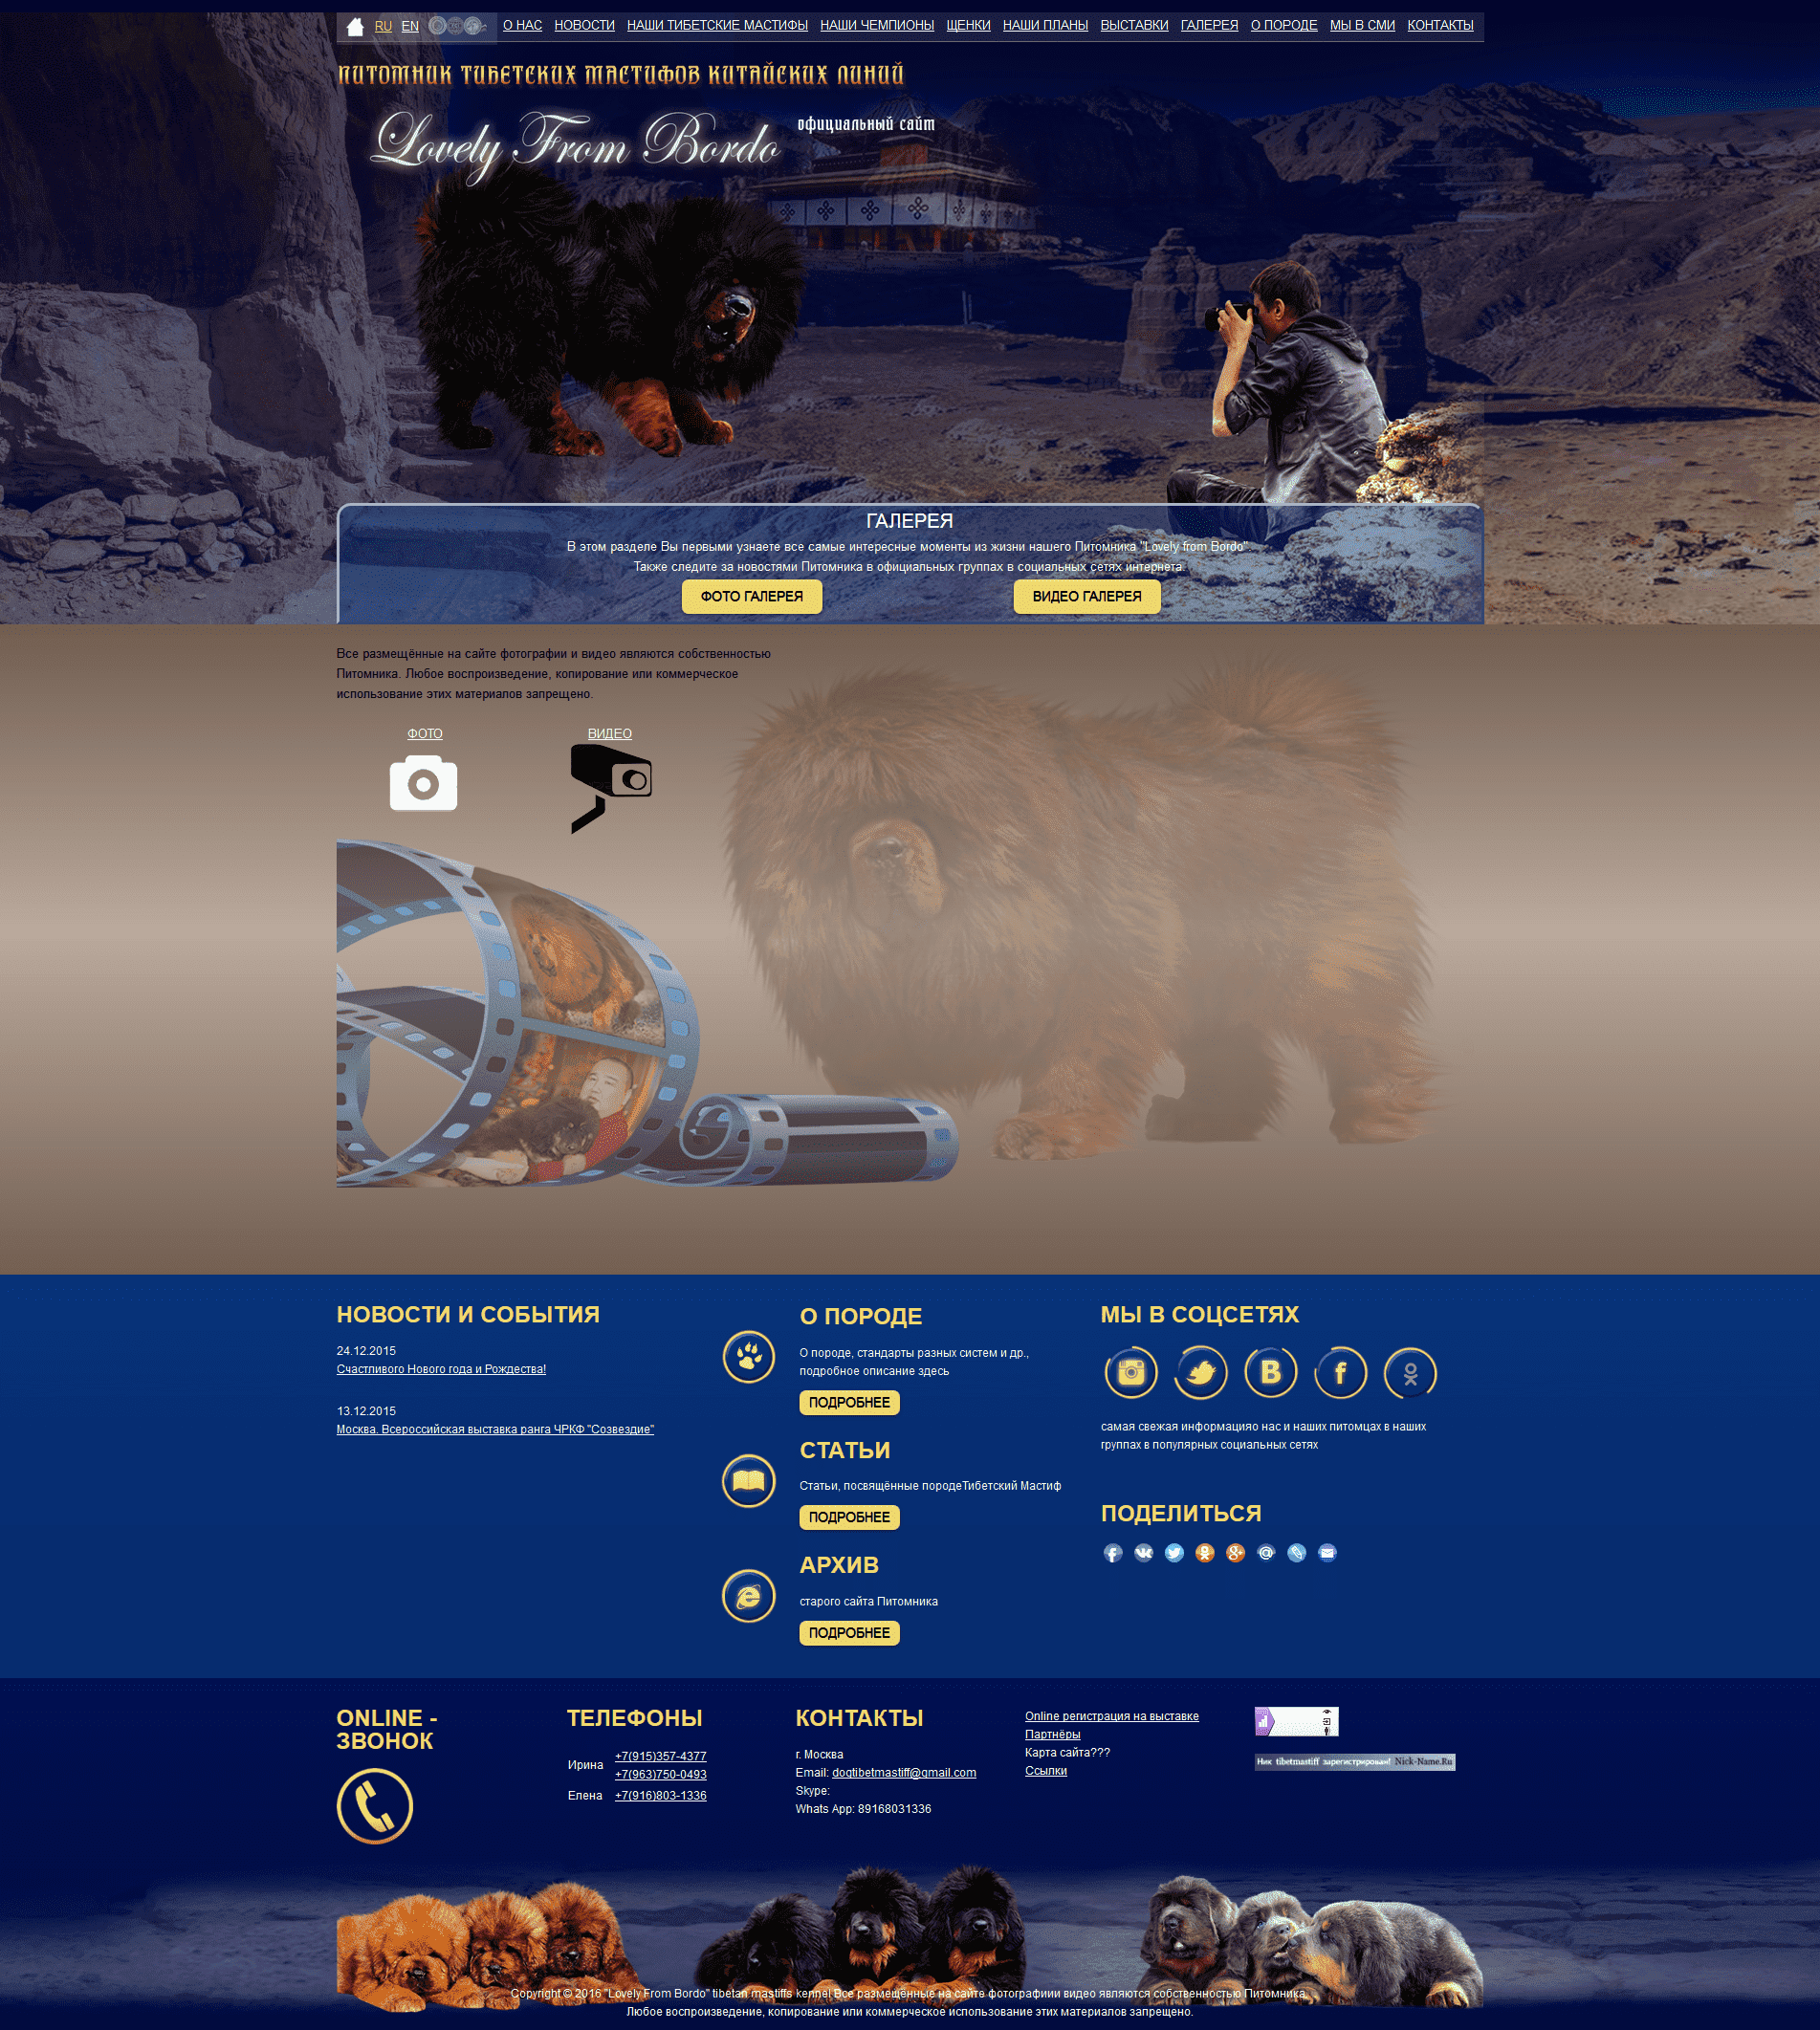 RU EN О НАС НОВОСТИ НАШИ ТИБЕТСКИЕ МАСТИФЫ НАШИ ЧЕМПИОНЫ ЩЕНКИ НАШИ ПЛАНЫ ВЫСТАВКИ ГАЛЕРЕЯ О ПОРОДЕ МЫ В СМИ КОНТАКТЫ
ПИТОМНИК ТИБЕТСКИХ МАСТИФОВ КИТАЙСКИХ ЛИНИЙ
Lovely From Bordo официальный сайт
ГАЛЕРЕЯ
В этом разделе Вы первыми узнаете все самые интересные моменты из жизни нашего Питомника "Lovely from Bordo".
Также следите за новостями Питомника в официальных группах в социальных сетях интернета.
ФОТО ГАЛЕРЕЯ ВИДЕО ГАЛЕРЕЯ
Все размещённые на сайте фотографии и видео являются собственностью
Питомника. Любое воспроизведение, копирование или коммерческое
использование этих материалов запрещено.
ФОТО ВИДЕО
НОВОСТИ И СОБЫТИЯ
24.12.2015
Счастливого Нового года и Рождества!
13.12.2015
Москва. Всероссийская выставка ранга ЧРКФ "Созвездие"
О ПОРОДЕ
О породе, стандарты разных систем и др.,
подробное описание здесь
ПОДРОБНЕЕ
СТАТЬИ
Статьи, посвящённые породеТибетский Мастиф
ПОДРОБНЕЕ
АРХИВ
старого сайта Питомника
ПОДРОБНЕЕ
МЫ В СОЦСЕТЯХ
самая свежая информацияо нас и наших питомцах в наших
группах в популярных социальных сетях
ПОДЕЛИТЬСЯ
ONLINE -
ЗВОНОК
ТЕЛЕФОНЫ
Ирина +7(915)357-4377
+7(963)750-0493
Елена +7(916)803-1336
КОНТАКТЫ
г. Москва
Email: dogtibetmastiff@gmail.com
Skype:
Whats App: 89168031336
Online регистрация на выставке
Партнёры
Карта сайта???
Ссылки
Ник tibetmastiff зарегистрирован! Nick-Name.Ru
Copyright © 2016 "Lovely From Bordo" tibetan mastiffs kennel Все размещённые на сайте фотографиии видео являются собственностью Питомника.
Любое воспроизведение, копирование или коммерческое использование этих материалов запрещено.